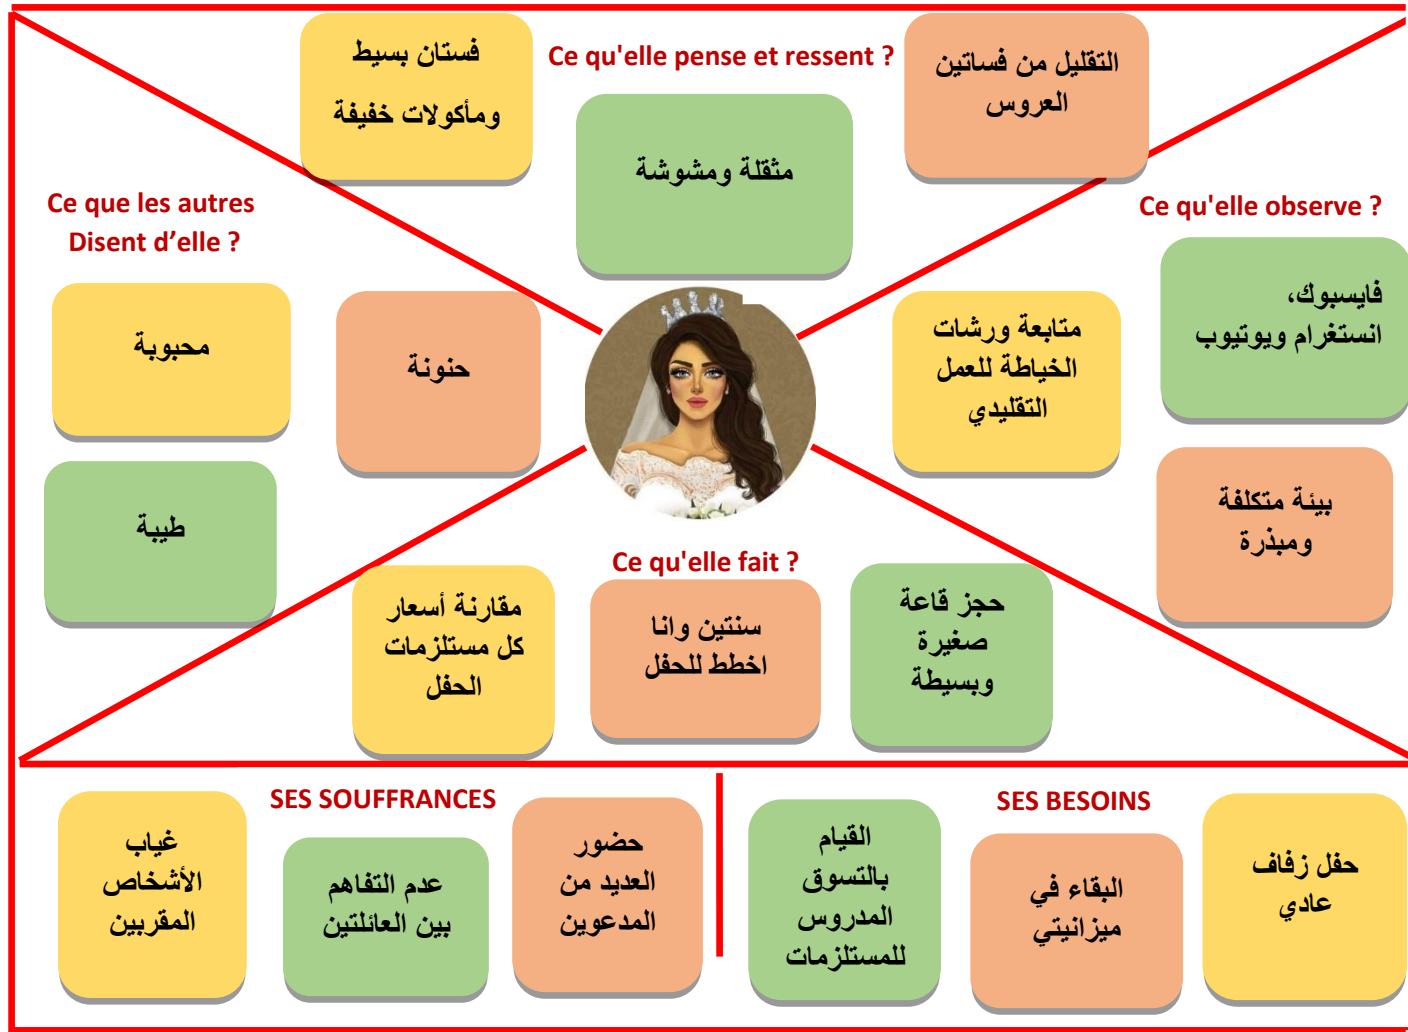 Ce qu'elle pense et ressent ?
فستان بسيط
ومأكولات خفيفة
مثقلة ومشوشة
التقليل من فساتين
العروس
Ce que les autres
Disent d’elle ?
محبوبة
حنونة
طيبة
Ce qu'elle observe ?
فايسبوك،
انستغرام ويوتيوب
متابعة ورشات
الخياطة للعمل
التقليدي
بيئة متكلفة
ومبذرة
Ce qu'elle fait ?
مقارنة أسعار
كل مستلزمات
الحفل
سنتين وانا
اخطط للحفل
حجز قاعة
صغيرة
وبسيطة
SES SOUFFRANCES
غياب
الأشخاص
المقربين
عدم التفاهم
بين العائلتين
حضور
العديد من
المدعوين
SES BESOINS
القيام
بالتسوق
المدروس
للمستلزمات
البقاء في
ميزانيتي
حفل زفاف
عادي